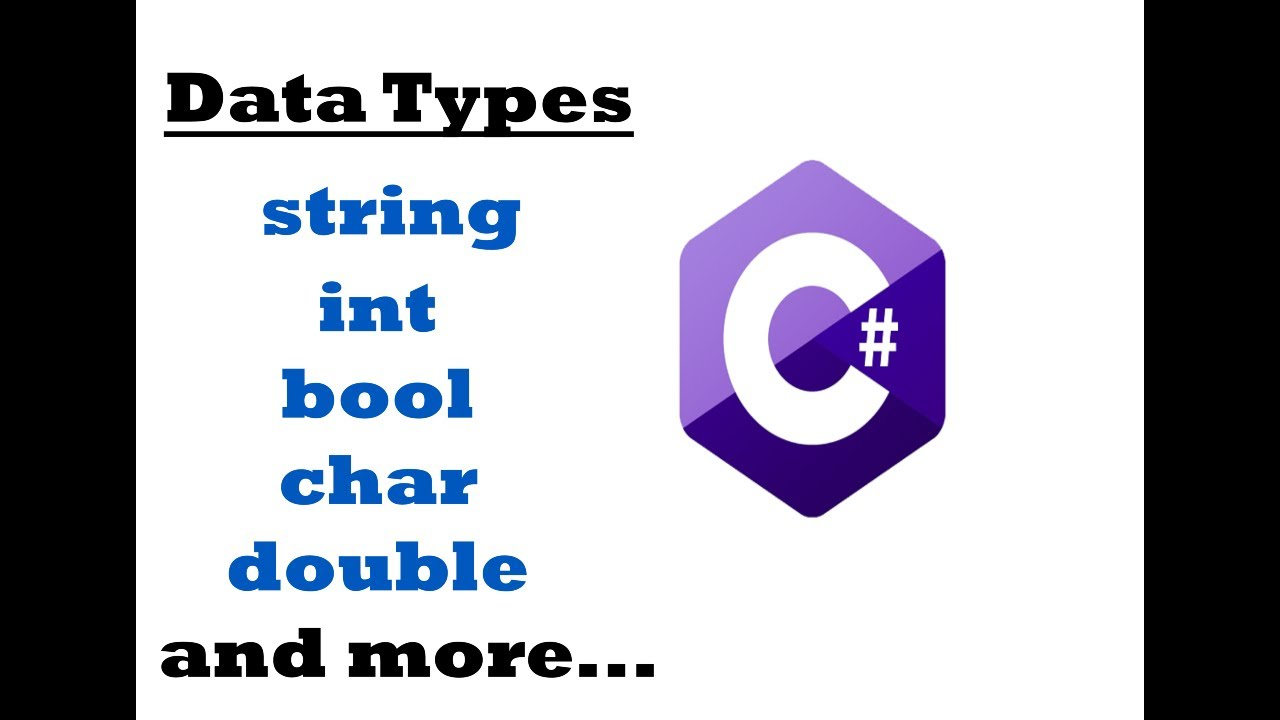 Data Types
string
int
bool
char
double
and more...
C#